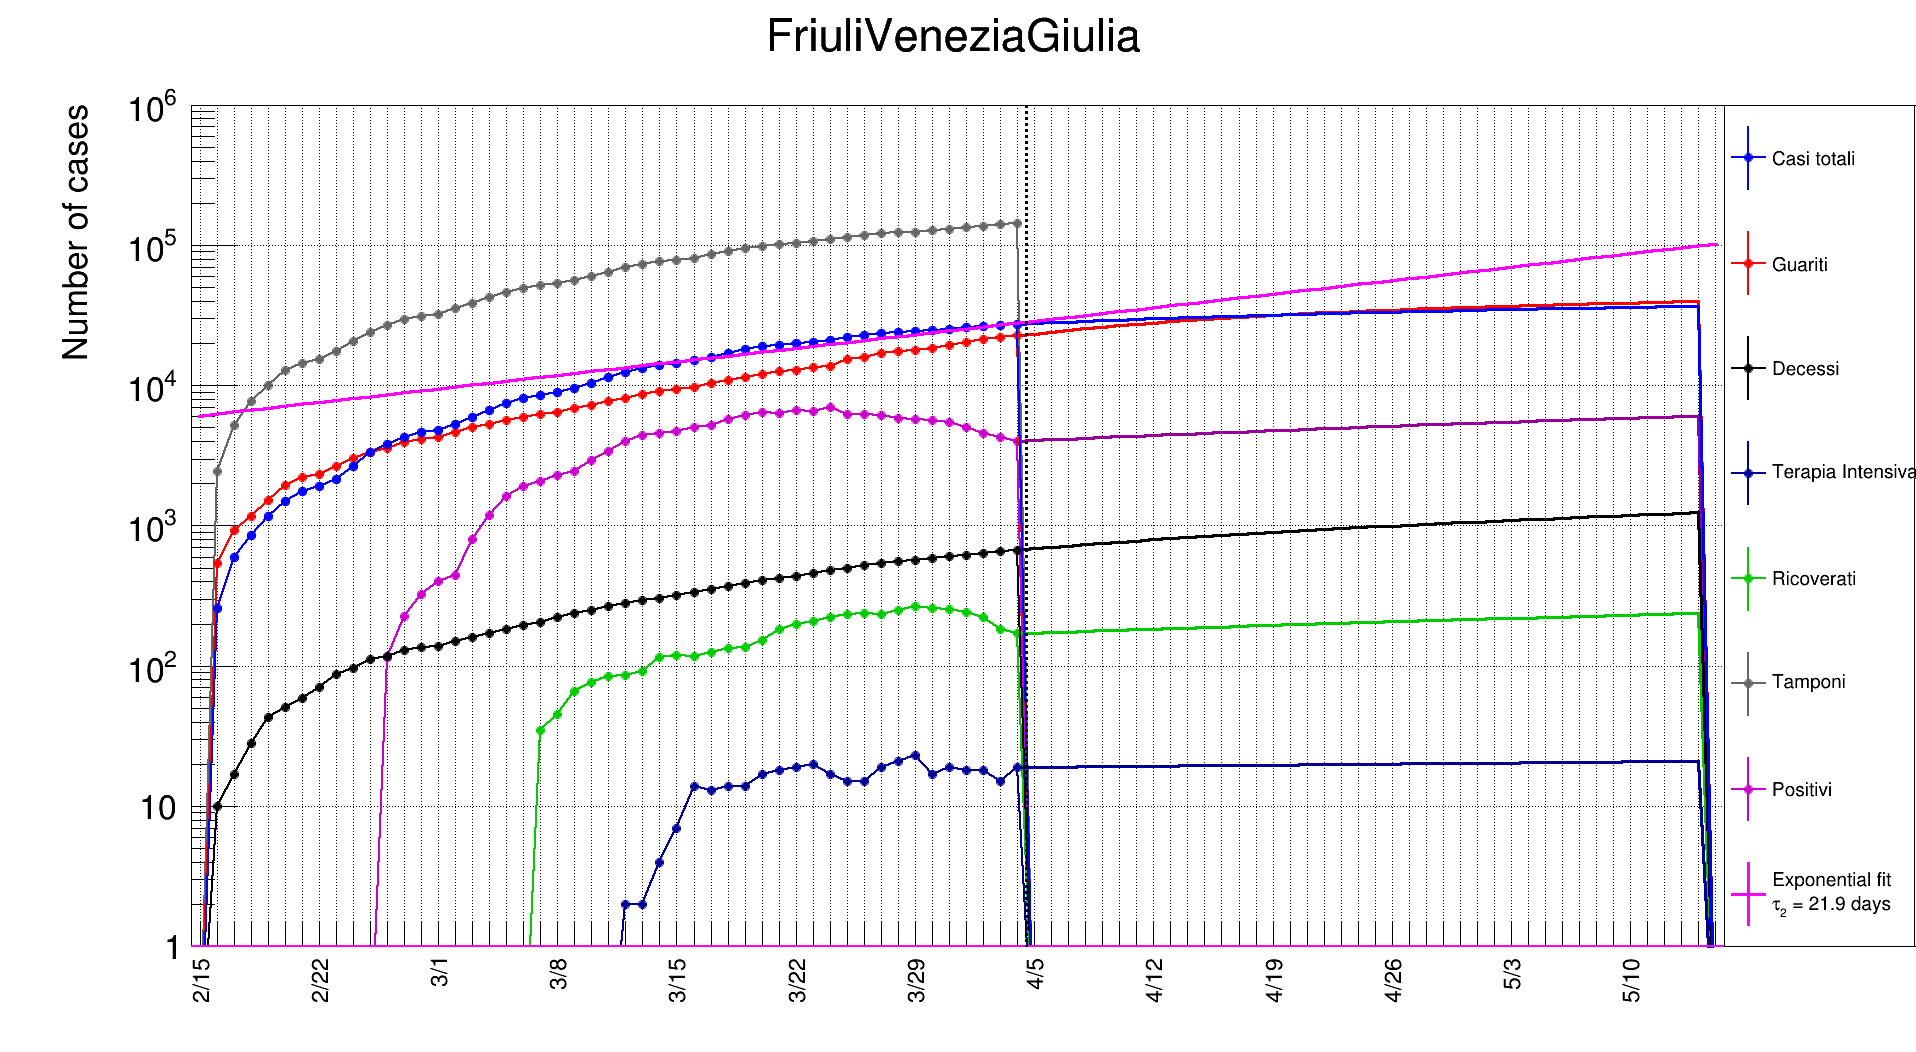 FriuliVeneziaGiulia
Number of cases
10^6
10^5
10^4
10^3
10^2
10
1
2/15
2/22
3/1
3/8
3/15
3/22
3/29
4/5
4/12
4/19
4/26
5/3
5/10
Casi totali
Guariti
Decessi
Terapia Intensiva
Ricoverati
Tamponi
Positivi
Exponential fit
τ₂ = 21.9 days